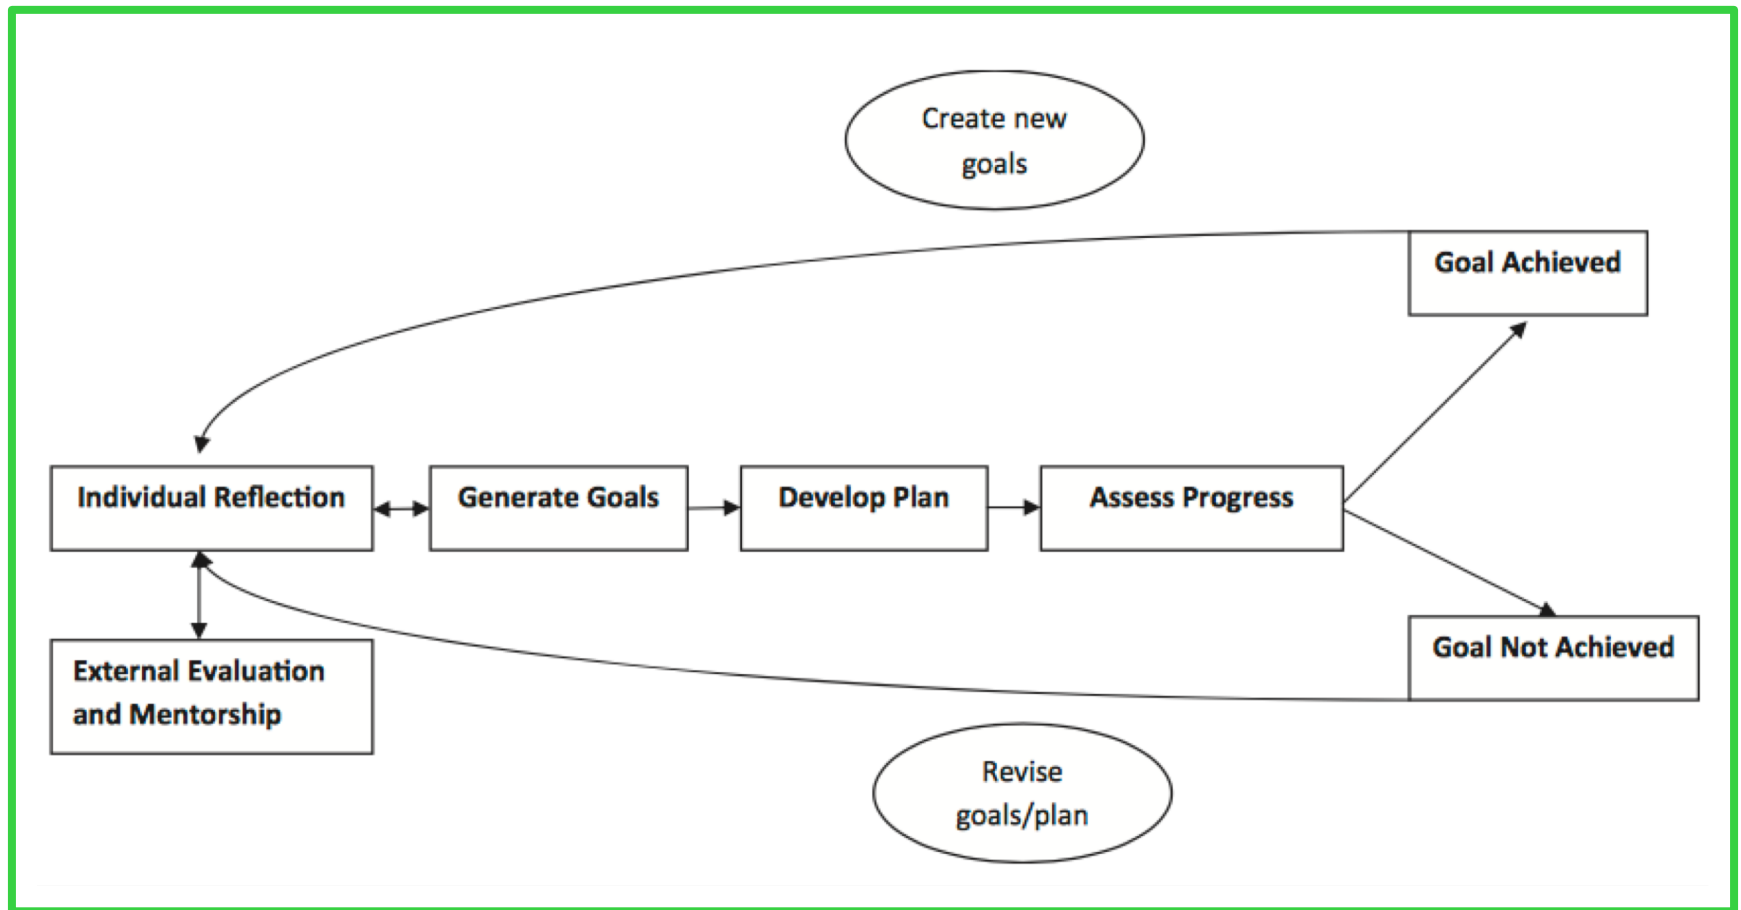 Create new
goals
Goal Achieved
Individual Reflection
Generate Goals
Develop Plan
Assess Progress
External Evaluation
and Mentorship
Goal Not Achieved
Revise
goals/plan